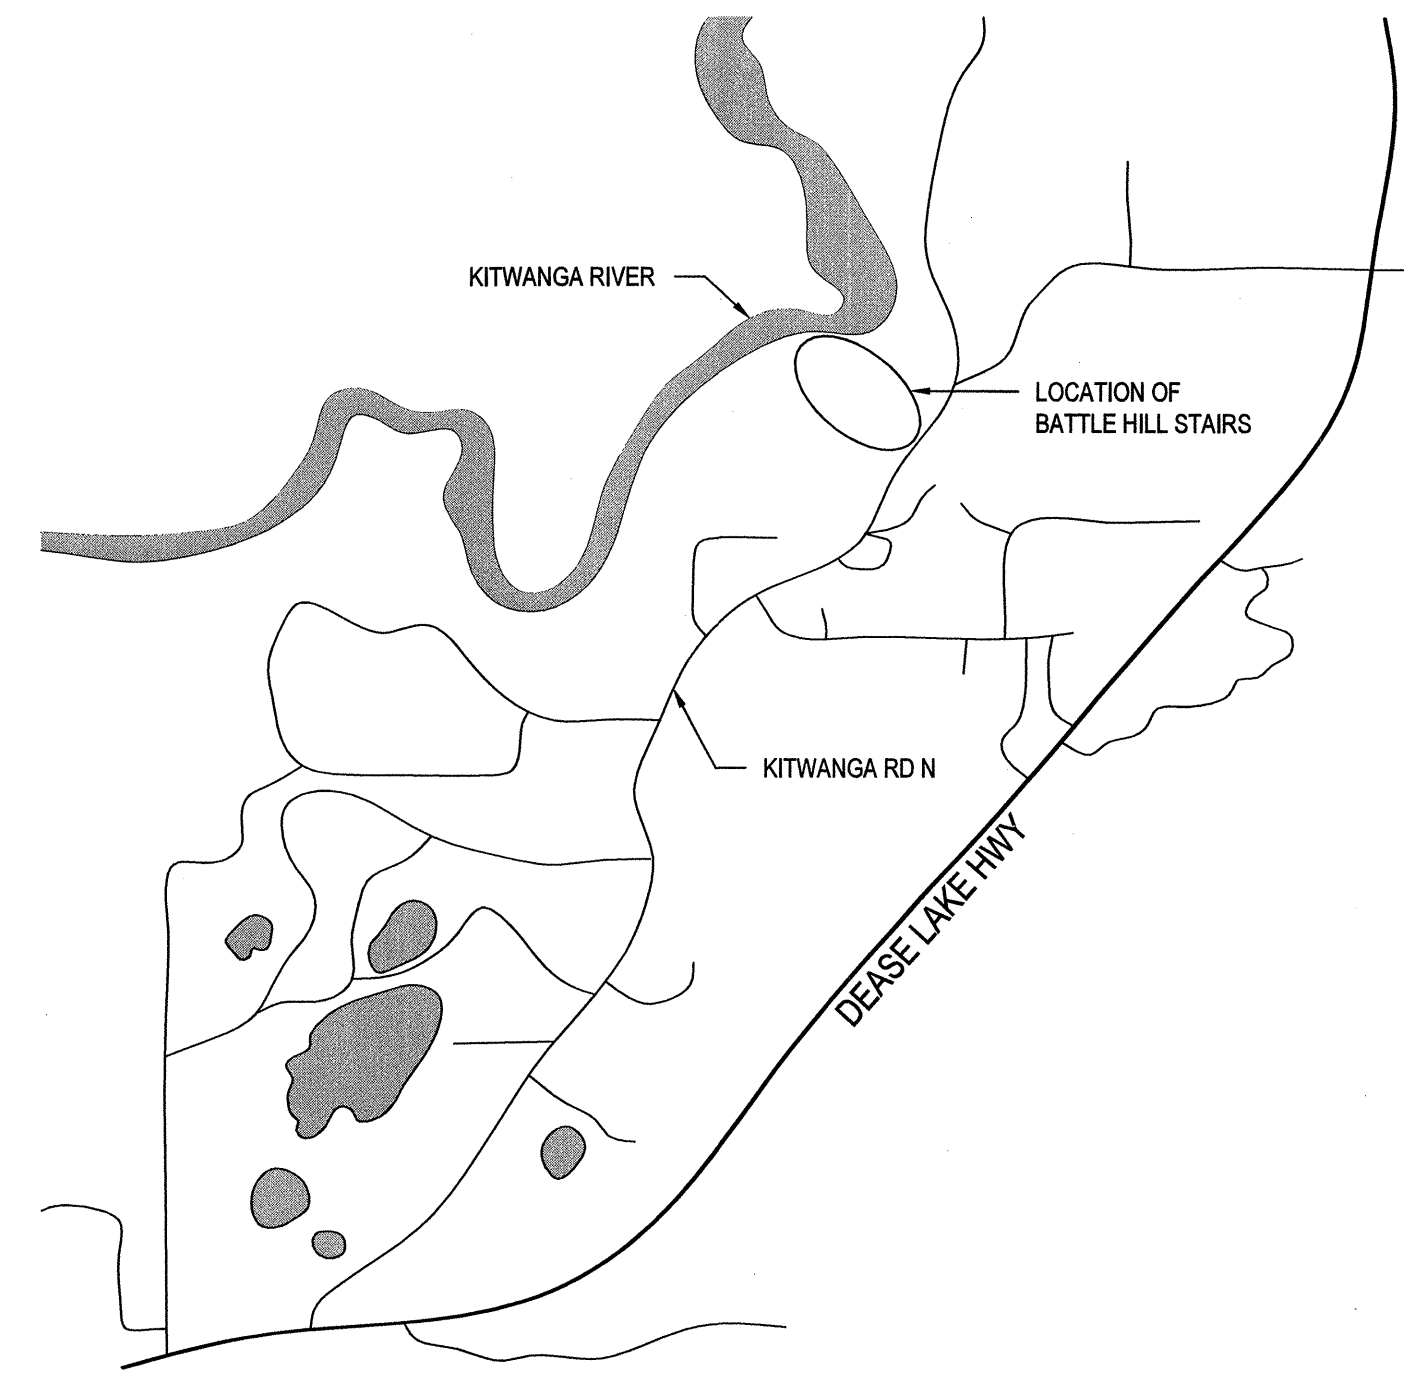 KITWANGA RIVER
LOCATION OF
BATTLE HILL STAIRS
KITWANGA RD N
DEASE LAKE HWY